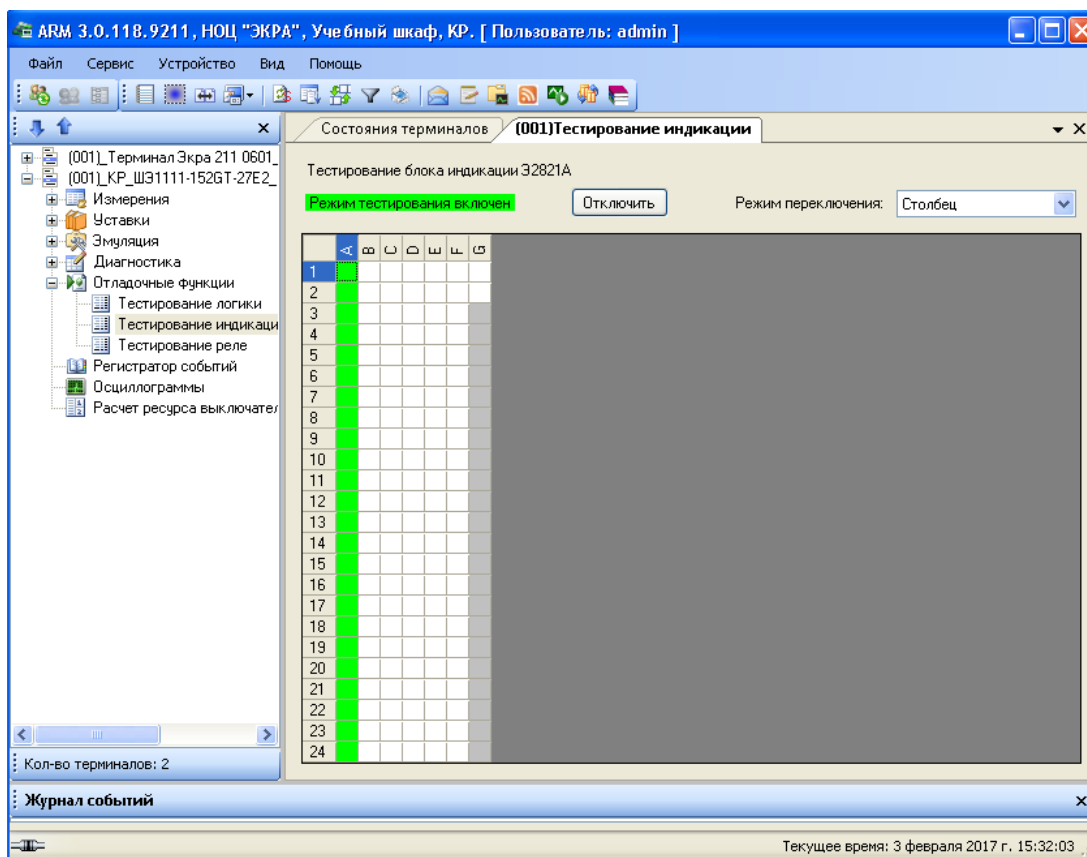 ARM 3.0.118.9211, НОЦ "ЭКРА", Учебный шкаф, КР. [ Пользователь: admin ]
Файл Сервис Устройство Вид Помощь
Состояния терминалов (001)Тестирование индикации
(001)_Терминал Экра 211 0601_
(001)_КР_ШЭ1111-152GT-27E2_
Измерения
Уставки
Эмуляция
Диагностика
Отладочные функции
Тестирование логики
Тестирование индикаци
Тестирование реле
Регистратор событий
Осциллограммы
Расчет ресурса выключател
Кол-во терминалов: 2
Тестирование блока индикации Э2821А
Режим тестирования включен Отключить Режим переключения: Столбец
A B C D E F G
1
2
3
4
5
6
7
8
9
10
11
12
13
14
15
16
17
18
19
20
21
22
23
24
Журнал событий
Текущее время: 3 февраля 2017 г. 15:32:03